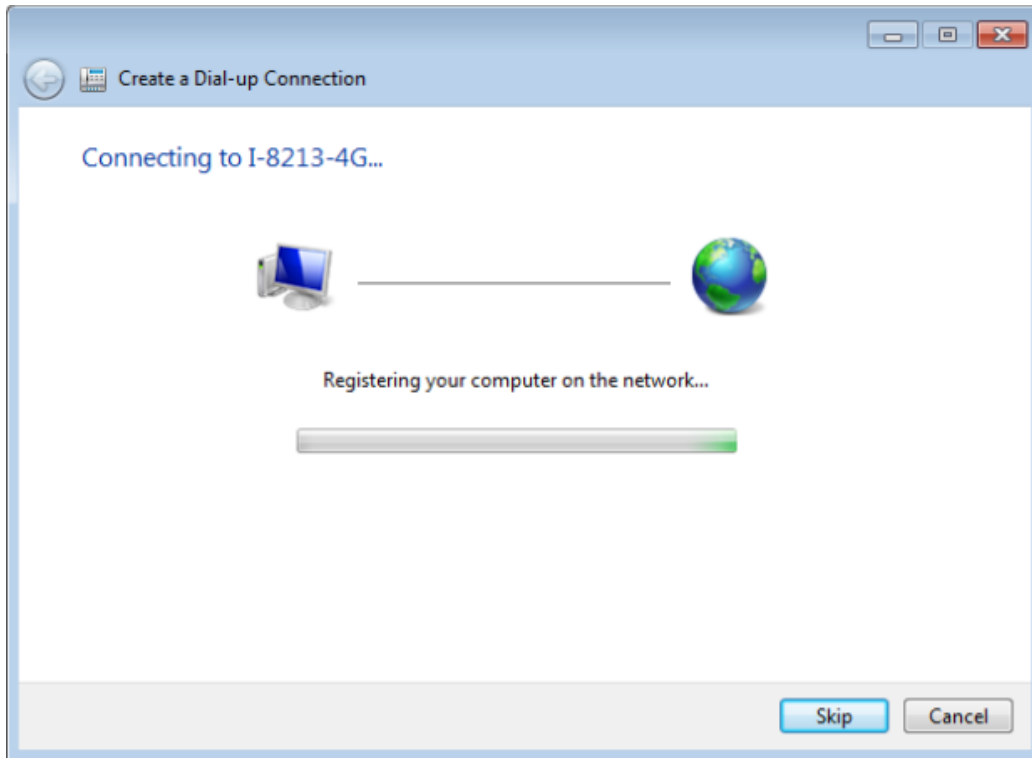 Create a Dial-up Connection
Connecting to I-8213-4G...
Registering your computer on the network...
Skip
Cancel